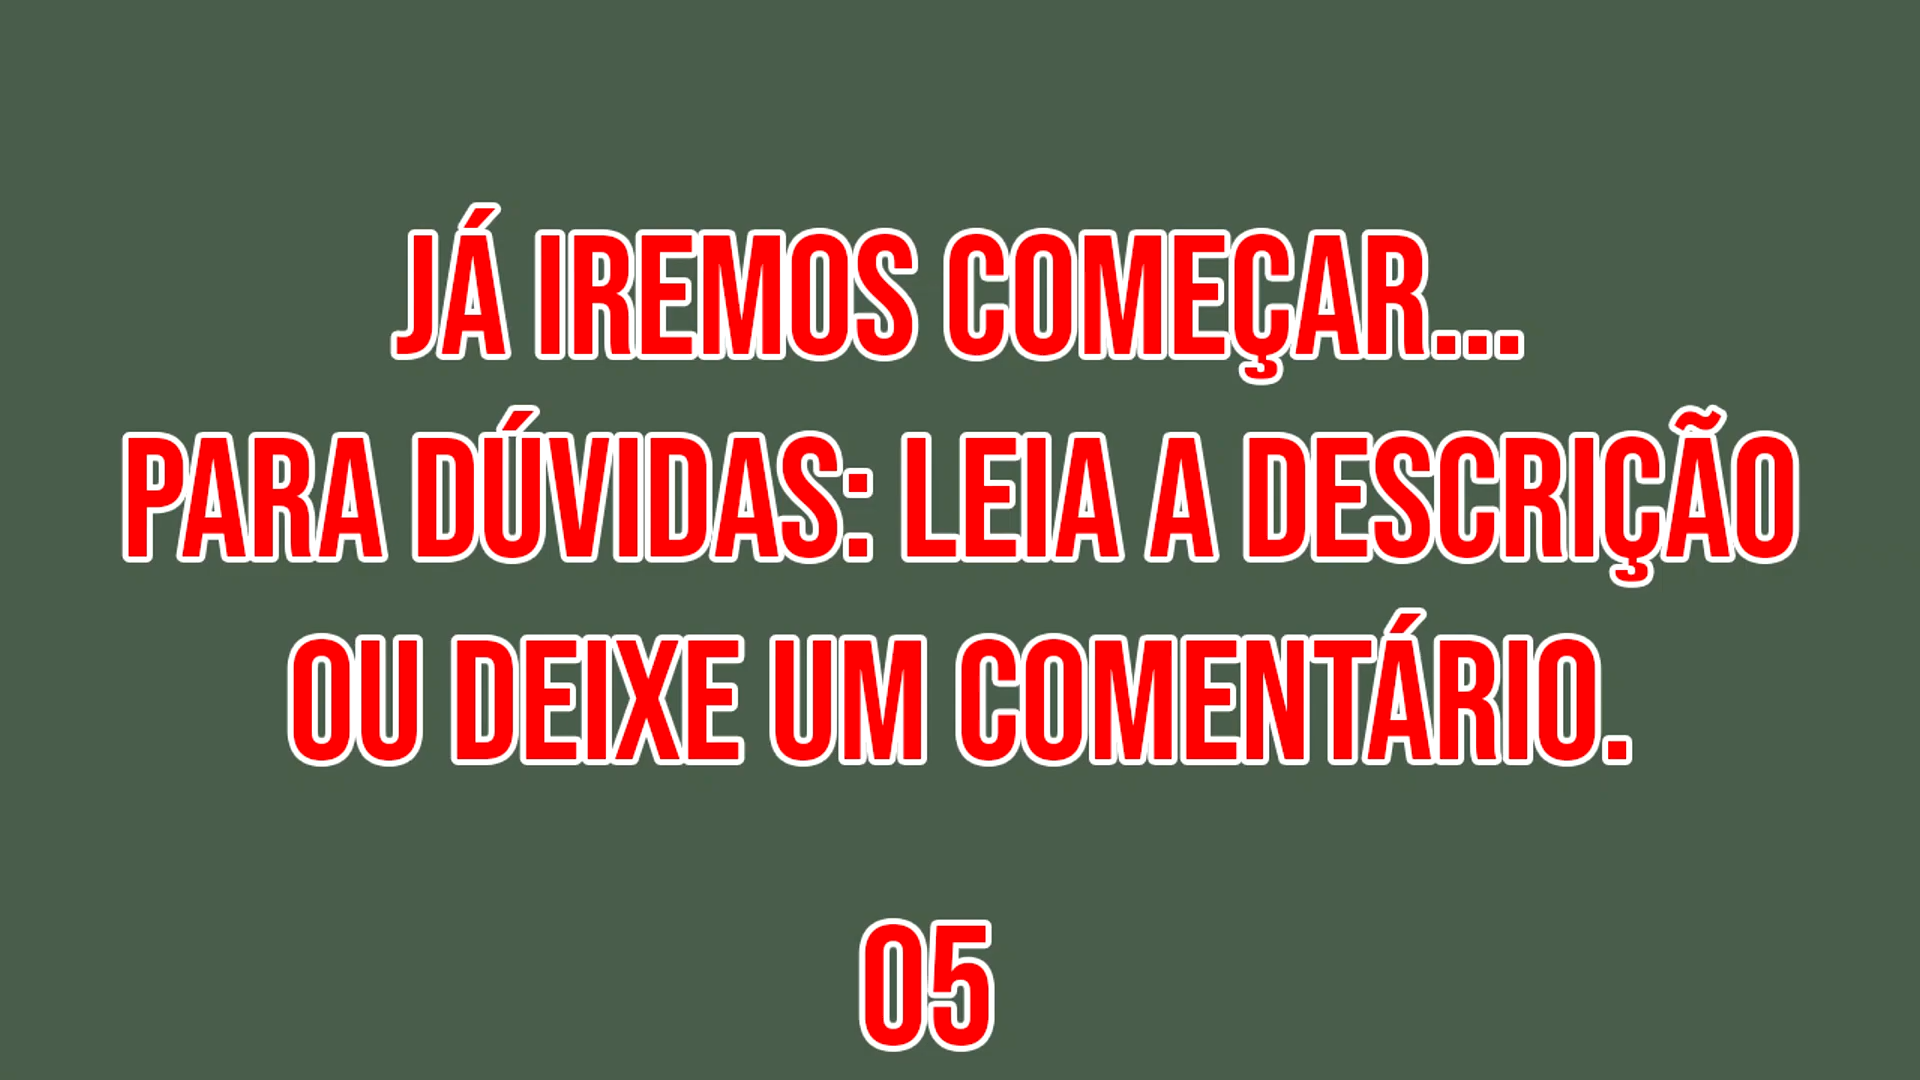 JÁ IREMOS COMEÇAR...
PARA DÚVIDAS: LEIA A DESCRIÇÃO
OU DEIXE UM COMENTÁRIO.
05